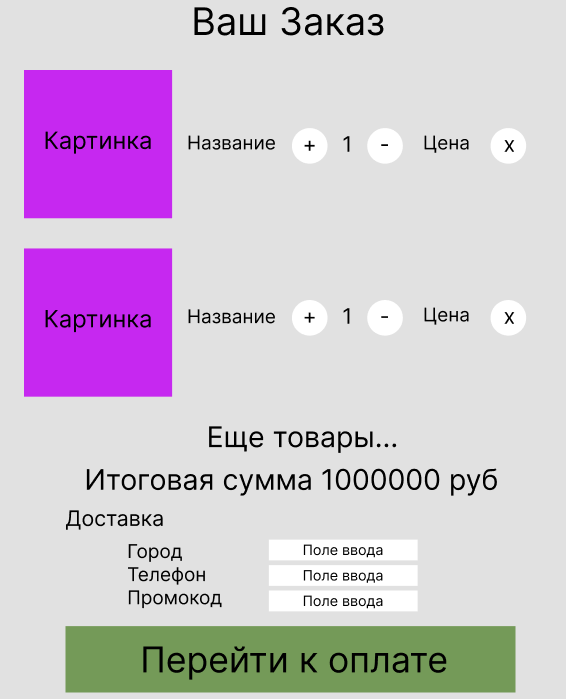 Ваш Заказ
Картинка Название + 1 - Цена x
Картинка Название + 1 - Цена x
Еще товары...
Итоговая сумма 1000000 руб
Доставка
Город Поле ввода
Телефон Поле ввода
Промокод Поле ввода
Перейти к оплате